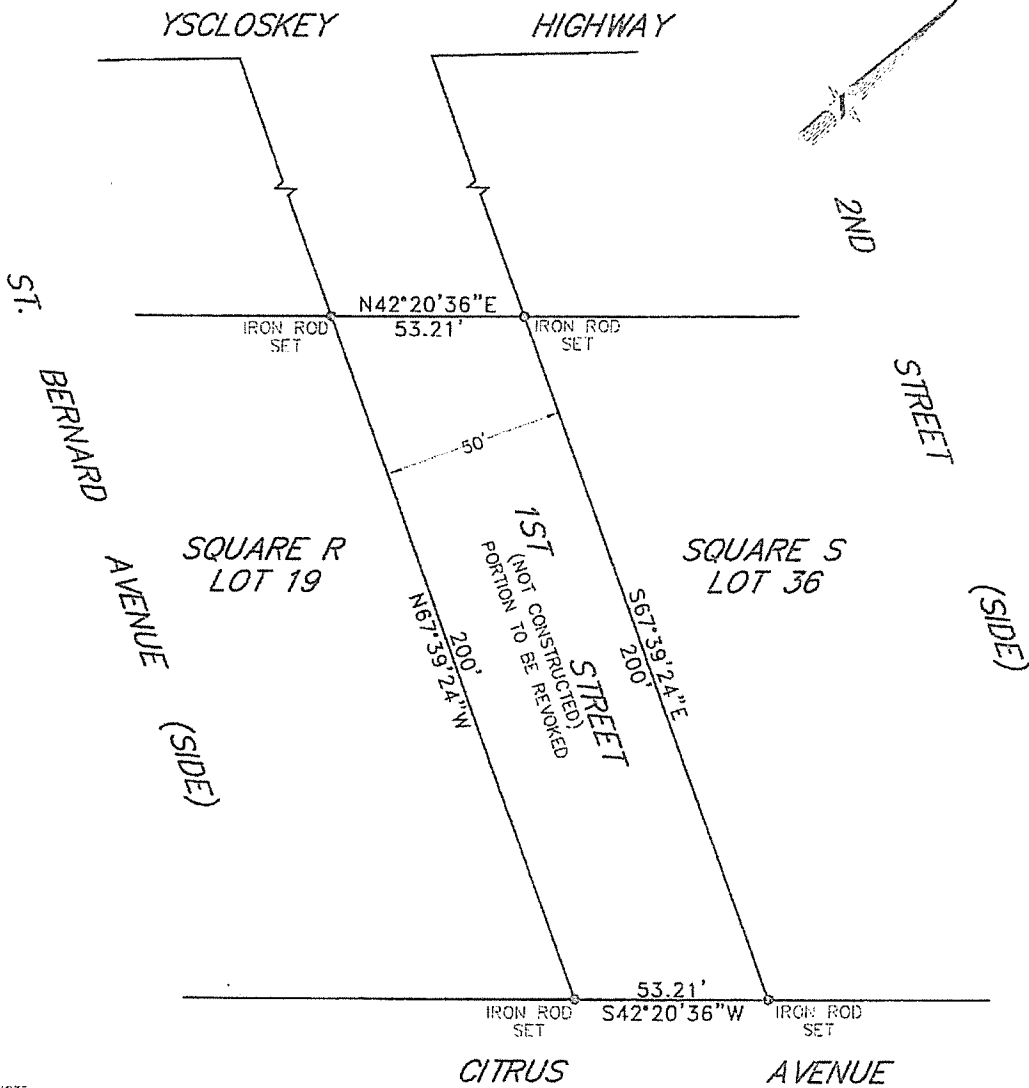 YSCLOSKEY HIGHWAY
2ND STREET (SIDE)
ST. BERNARD AVENUE (SIDE)
N42°20'36"E
53.21'
IRON ROD
SET
IRON ROD
SET
50'
SQUARE R
LOT 19
1ST STREET
(NOT CONSTRUCTED)
PORTION TO BE REVOKED
SQUARE S
LOT 36
200'
N67°39'24"W
S67°39'24"E
200'
53.21'
S42°20'36"W
IRON ROD
SET
IRON ROD
SET
CITRUS AVENUE